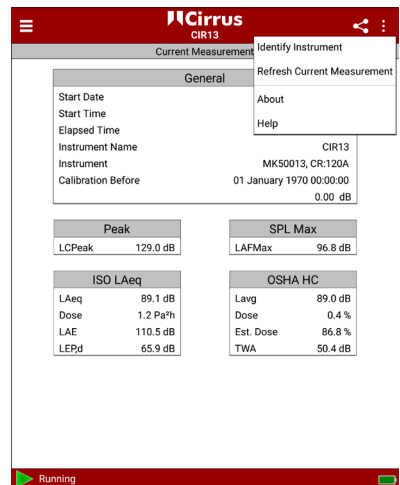 Cirrus
CIR13
Current Measurement
Identify Instrument
Refresh Current Measurement
About
Help
General
Start Date
Start Time
Elapsed Time
Instrument Name CIR13
Instrument MK50013, CR:120A
Calibration Before 01 January 1970 00:00:00
0.00 dB
Peak
LCPeak 129.0 dB
SPL Max
LAFMax 96.8 dB
ISO LAeq
LAeq 89.1 dB
Dose 1.2 Pa²h
LAE 110.5 dB
LEP,d 65.9 dB
OSHA HC
Lavg 89.0 dB
Dose 0.4 %
Est. Dose 86.8 %
TWA 50.4 dB
Running